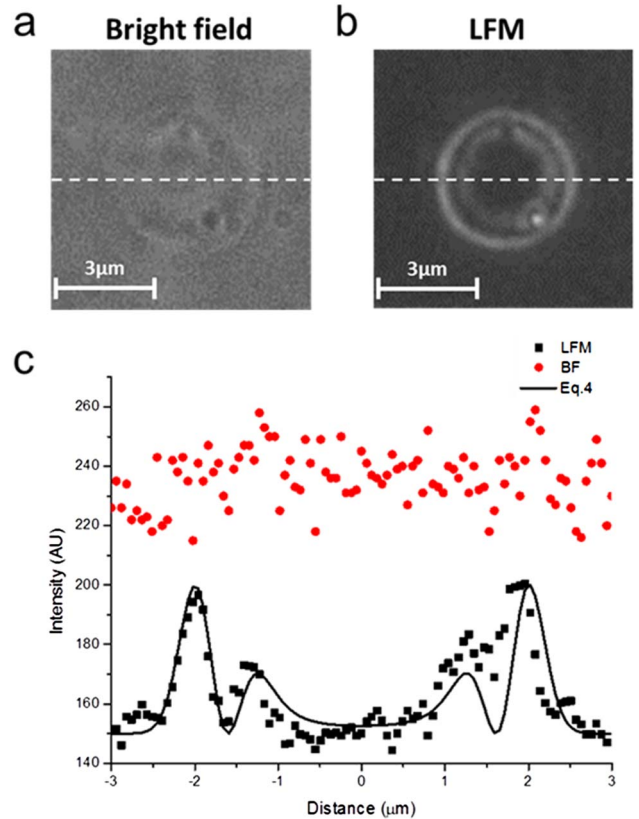 a
Bright field
b
LFM
3μm
3μm
c
LFM
BF
Eq.4
260
240
220
200
180
160
140
Intensity (AU)
-3
-2
-1
0
1
2
3
Distance (μm)